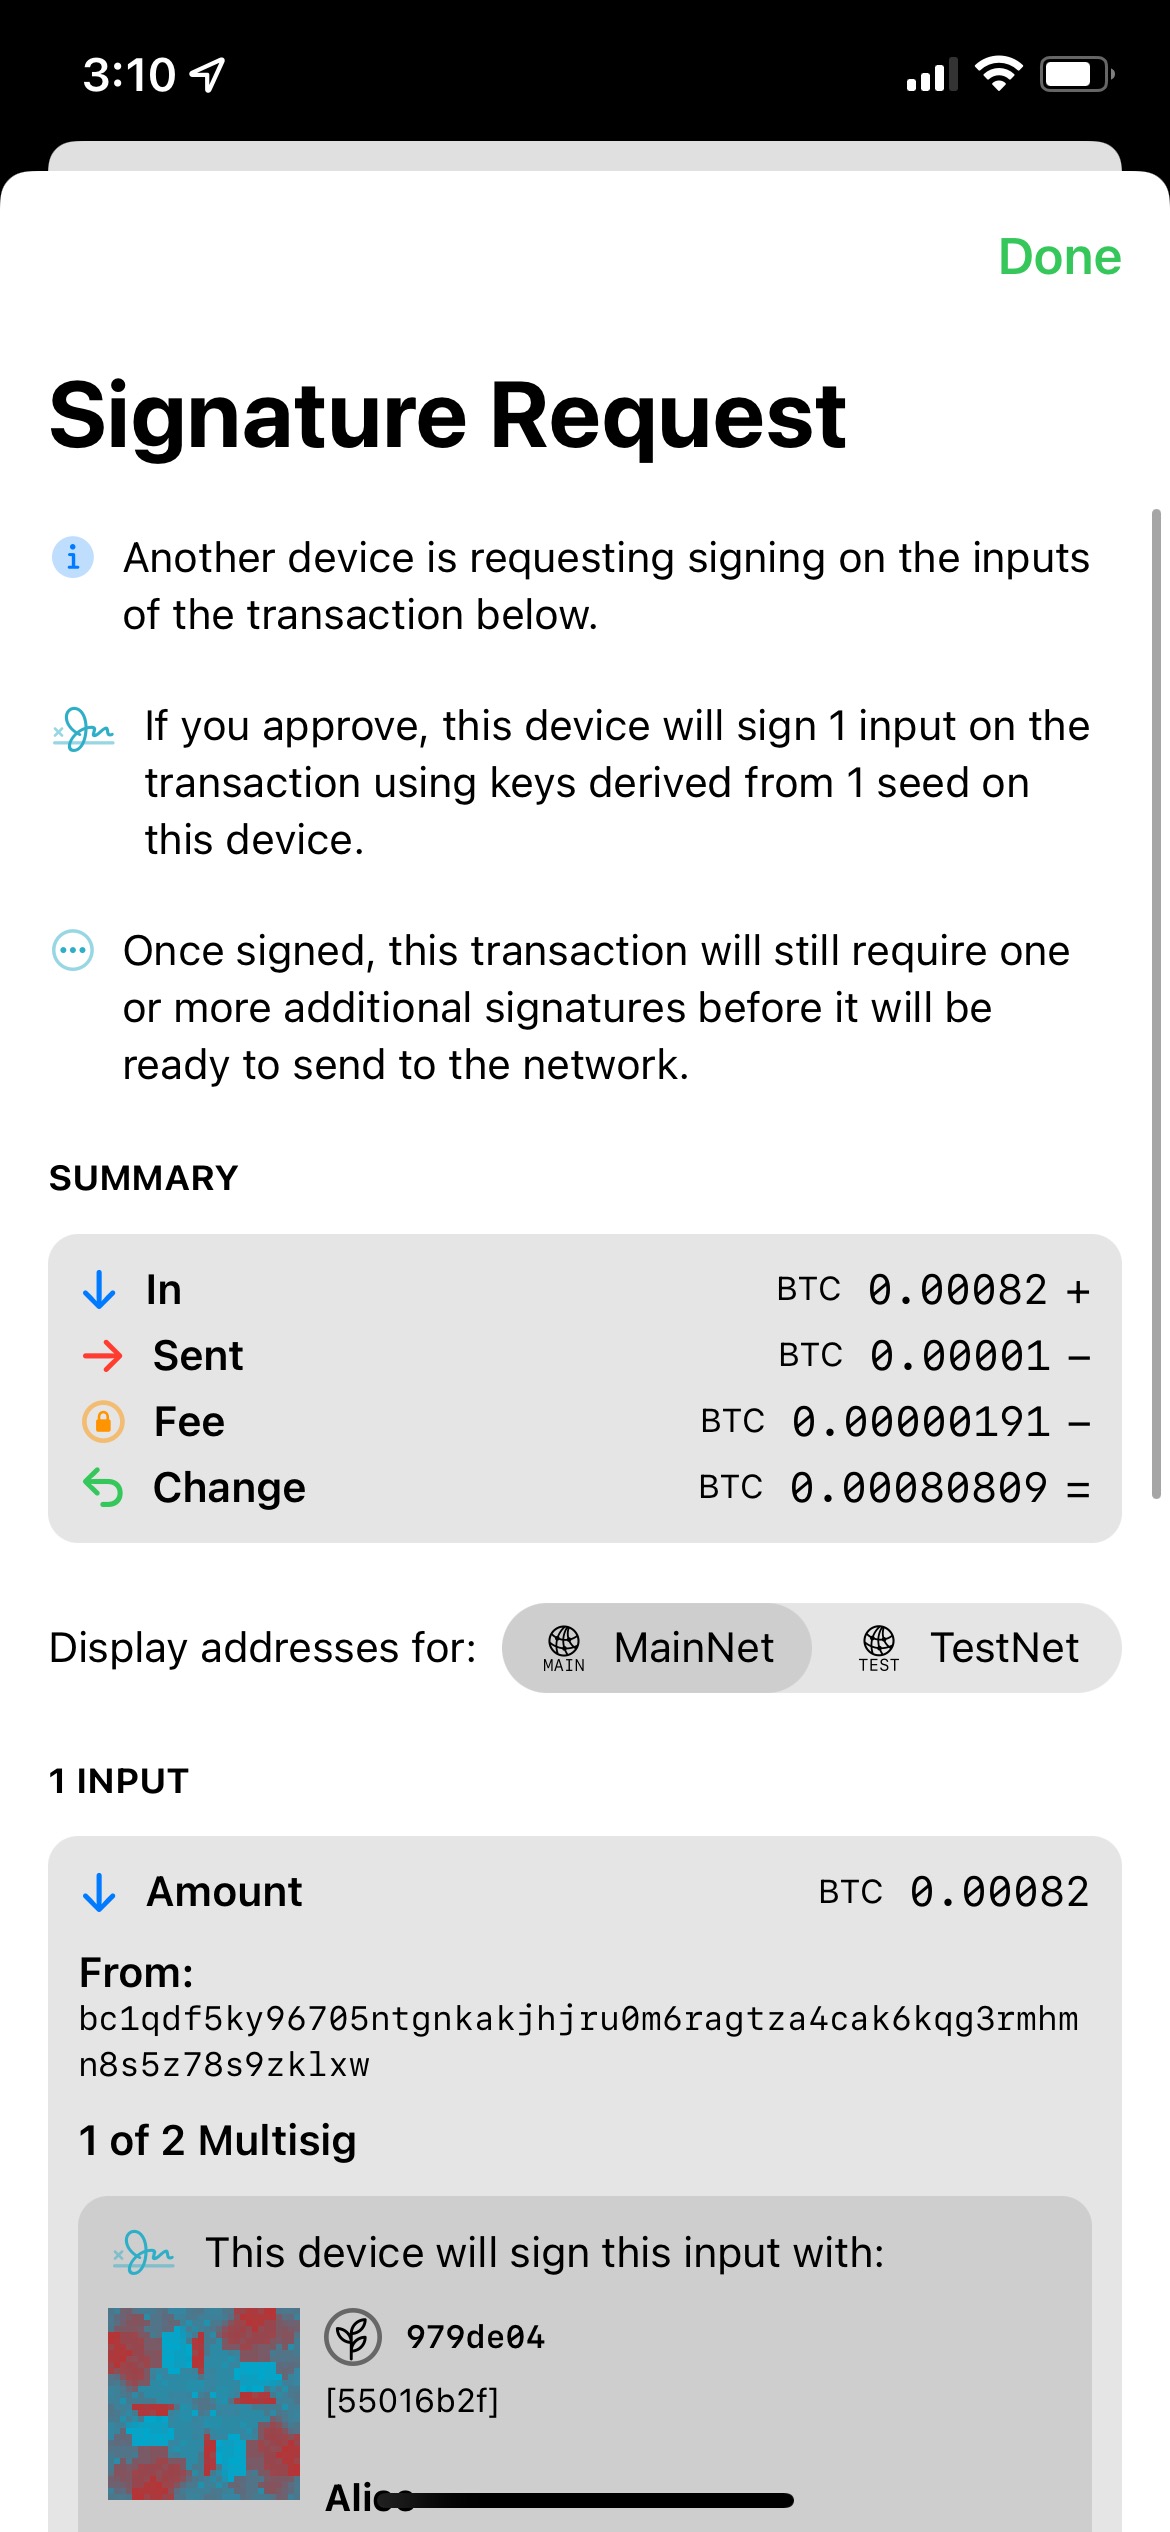 3:10
Done
Signature Request
Another device is requesting signing on the inputs
of the transaction below.
If you approve, this device will sign 1 input on the
transaction using keys derived from 1 seed on
this device.
Once signed, this transaction will still require one
or more additional signatures before it will be
ready to send to the network.
SUMMARY
In BTC 0.00082 +
Sent BTC 0.00001 −
Fee BTC 0.00000191 −
Change BTC 0.00080809 =
Display addresses for: MAIN MainNet TEST TestNet
1 INPUT
Amount BTC 0.00082
From:
bc1qdf5ky96705ntgnkakjhjru0m6ragtza4cak6kqg3rmhm
n8s5z78s9zklxw
1 of 2 Multisig
This device will sign this input with:
979de04
[55016b2f]